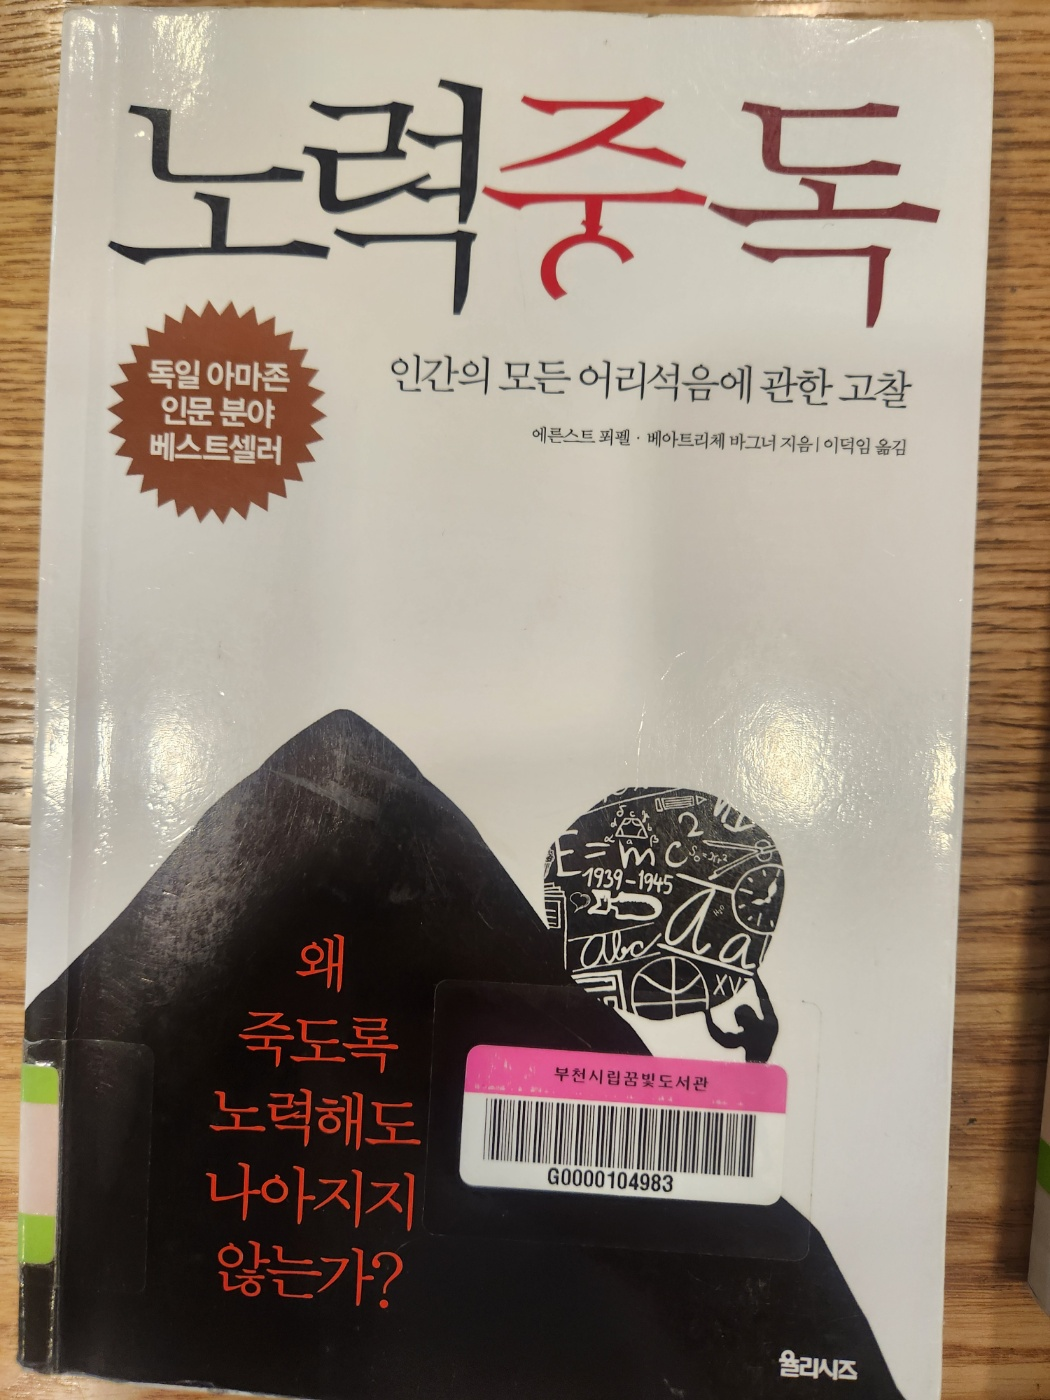 노력중독
독일 아마존
인문 분야
베스트셀러
인간의 모든 어리석음에 관한 고찰
에른스트 푀펠 · 베아트리체 바그너 지음 | 이덕임 옮김
2
E=mc
1939-1945
abc
A a
XY
왜
죽도록
노력해도
나아지지
않는가?
부천시립꿈빛도서관
G0000104983
율리시즈